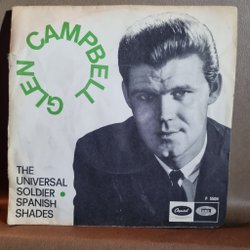 GLEN CAMPBELL
THE
UNIVERSAL
SOLDIER •
SPANISH
SHADES
Capitol